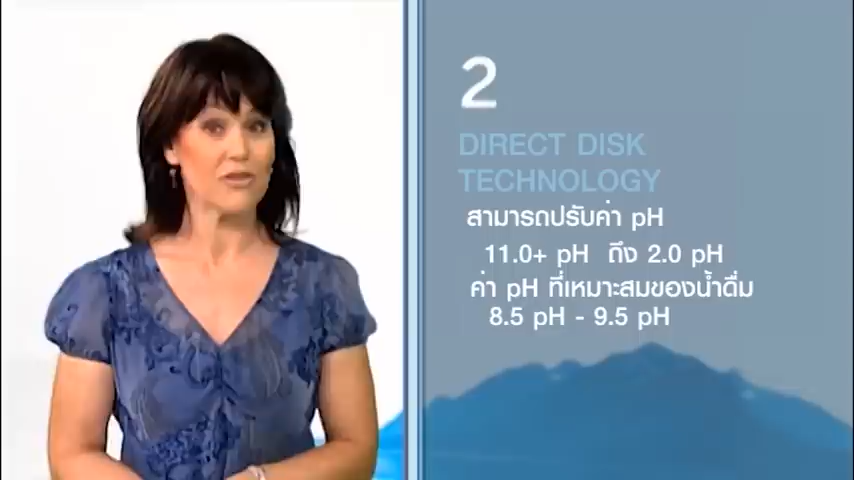 2
DIRECT DISK
TECHNOLOGY
สามารถปรับค่า pH
11.0+ pH ถึง 2.0 pH
ค่า pH ที่เหมาะสมของน้ำดื่ม
8.5 pH - 9.5 pH